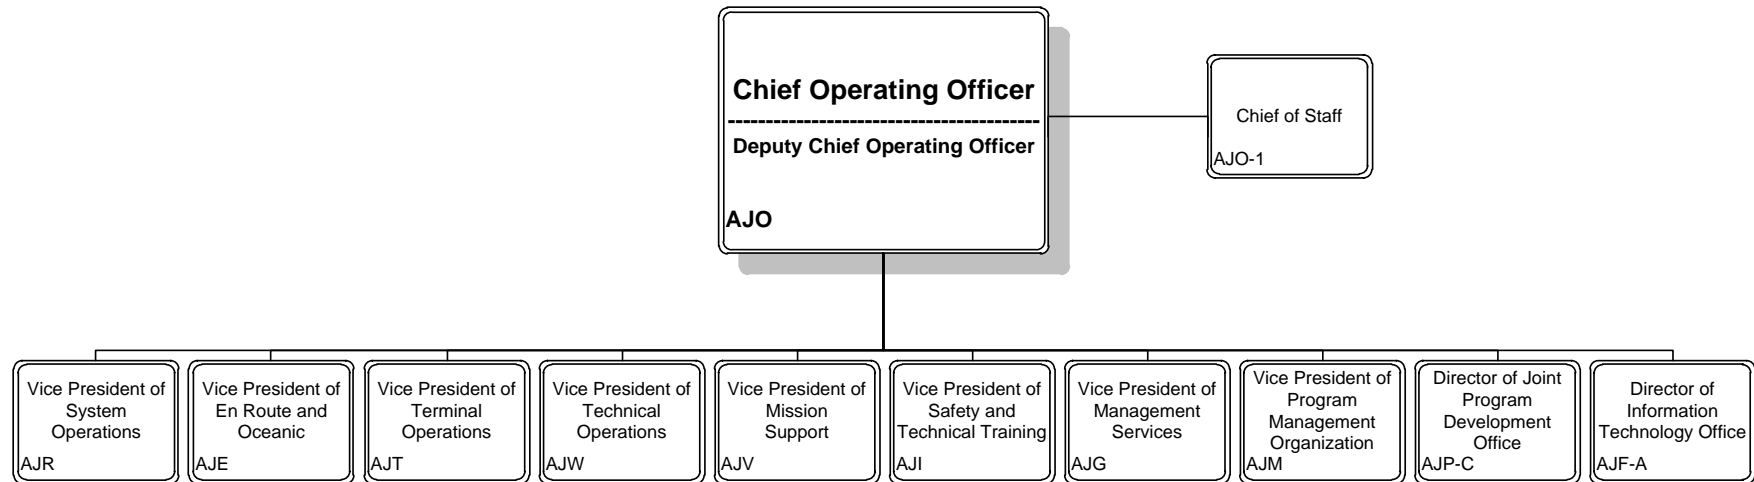 Chief Operating Officer
-----------------------------------------
Deputy Chief Operating Officer
AJO
Chief of Staff
AJO-1
Vice President of
System
Operations
AJR
Vice President of
En Route and
Oceanic
AJE
Vice President of
Terminal
Operations
AJT
Vice President of
Technical
Operations
AJW
Vice President of
Mission
Support
AJV
Vice President of
Safety and
Technical Training
AJI
Vice President of
Management
Services
AJG
Vice President of
Program
Management
Organization
AJM
Director of Joint
Program
Development
Office
AJP-C
Director of
Information
Technology Office
AJF-A